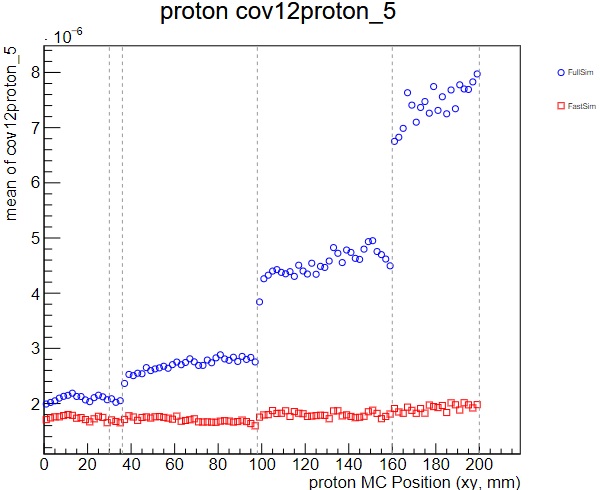 proton cov12proton_5
· 10⁻⁶
mean of cov12proton_5
8
7
6
5
4
3
2
0 20 40 60 80 100 120 140 160 180 200
proton MC Position (xy, mm)
FullSim
FastSim